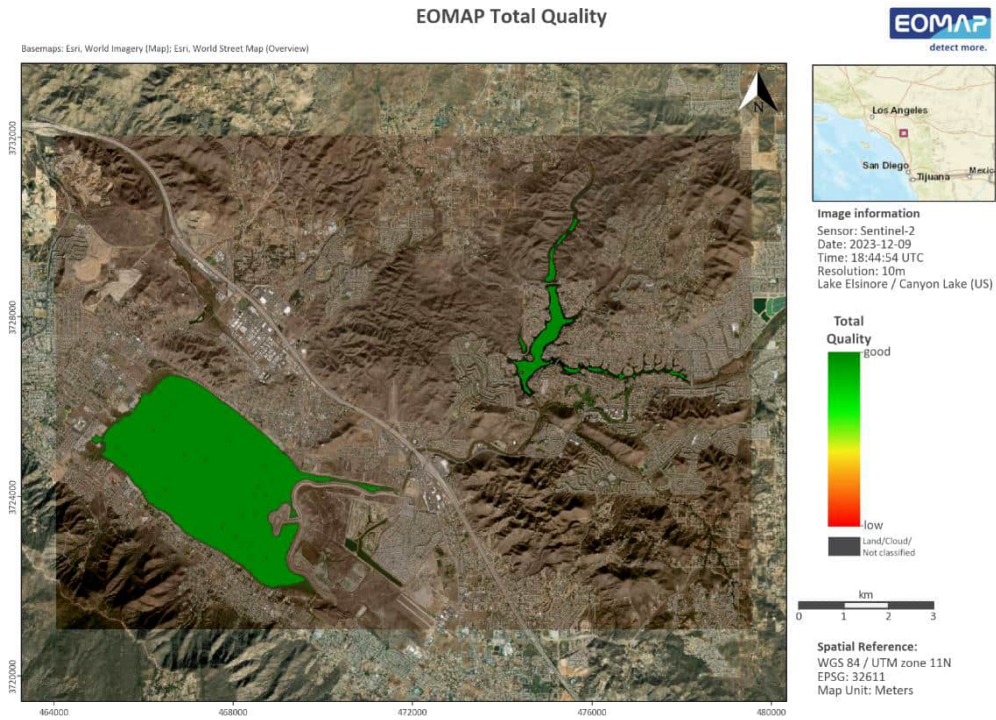 EOMAP Total Quality
EOMAP
detect more.
Basemaps: Esri, World Imagery (Map); Esri, World Street Map (Overview)
N
3732000
3728000
3724000
3720000
464000
468000
472000
476000
480000
Los Angeles
San Diego
Tijuana
Mexic
Image information
Sensor: Sentinel-2
Date: 2023-12-09
Time: 18:44:54 UTC
Resolution: 10m
Lake Elsinore / Canyon Lake (US)
Total
Quality
good
low
Land/Cloud/
Not classified
km
0 1 2 3
Spatial Reference:
WGS 84 / UTM zone 11N
EPSG: 32611
Map Unit: Meters